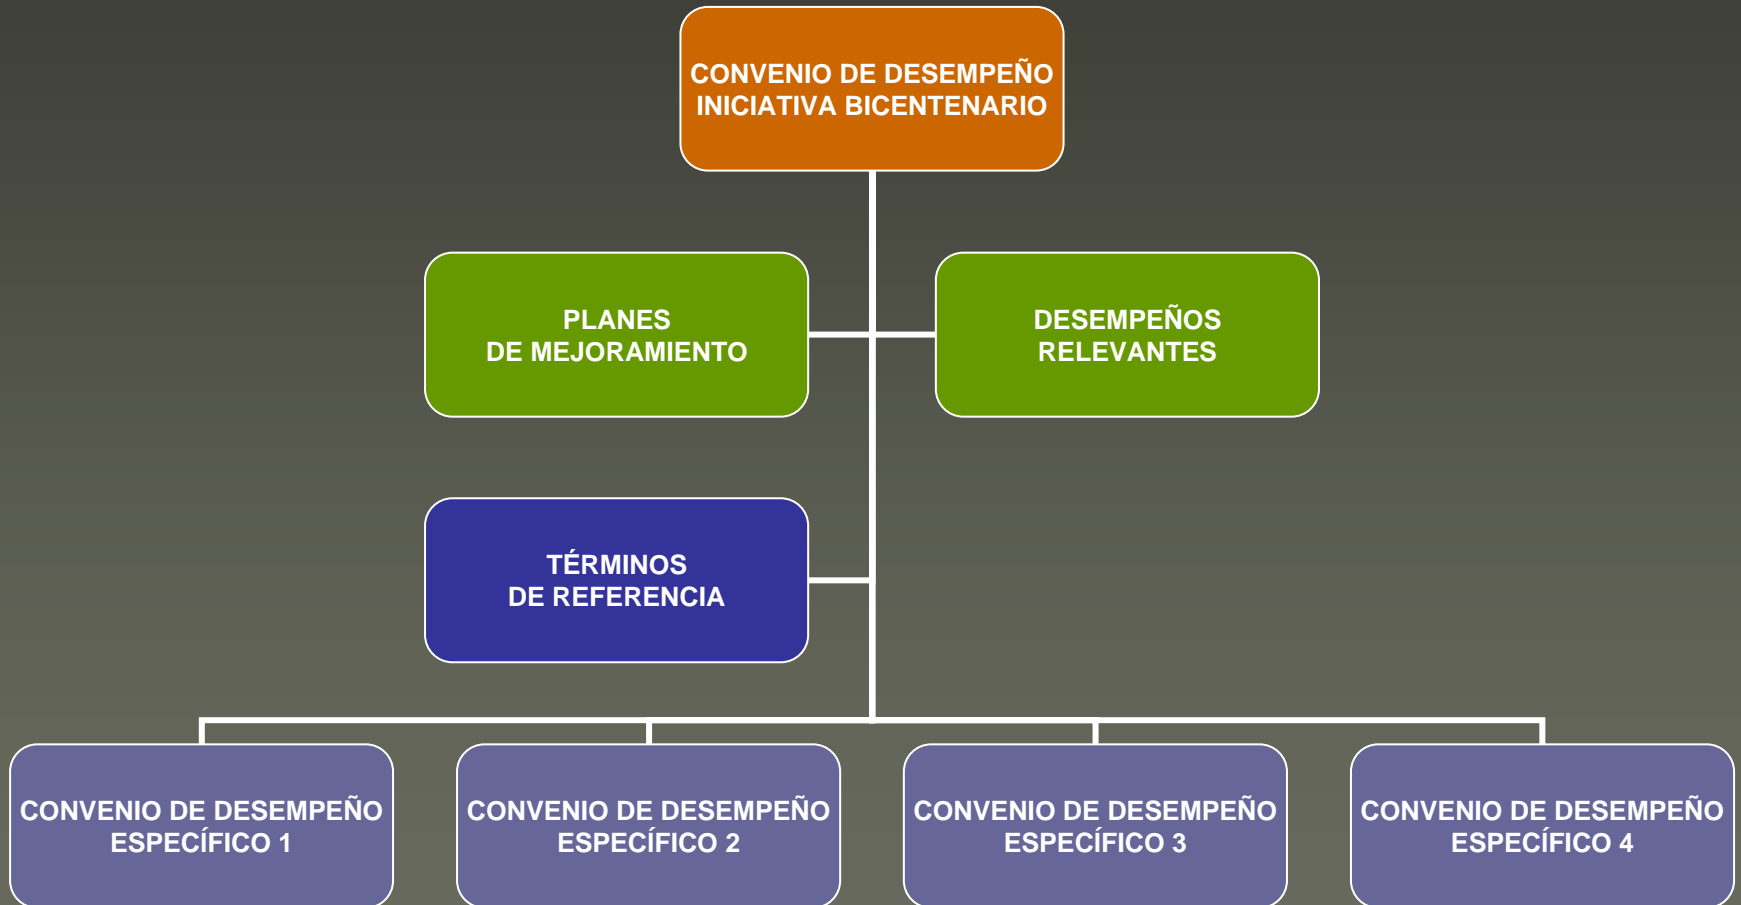 CONVENIO DE DESEMPEÑO
INICIATIVA BICENTENARIO
PLANES
DE MEJORAMIENTO
DESEMPEÑOS
RELEVANTES
TÉRMINOS
DE REFERENCIA
CONVENIO DE DESEMPEÑO
ESPECÍFICO 1
CONVENIO DE DESEMPEÑO
ESPECÍFICO 2
CONVENIO DE DESEMPEÑO
ESPECÍFICO 3
CONVENIO DE DESEMPEÑO
ESPECÍFICO 4